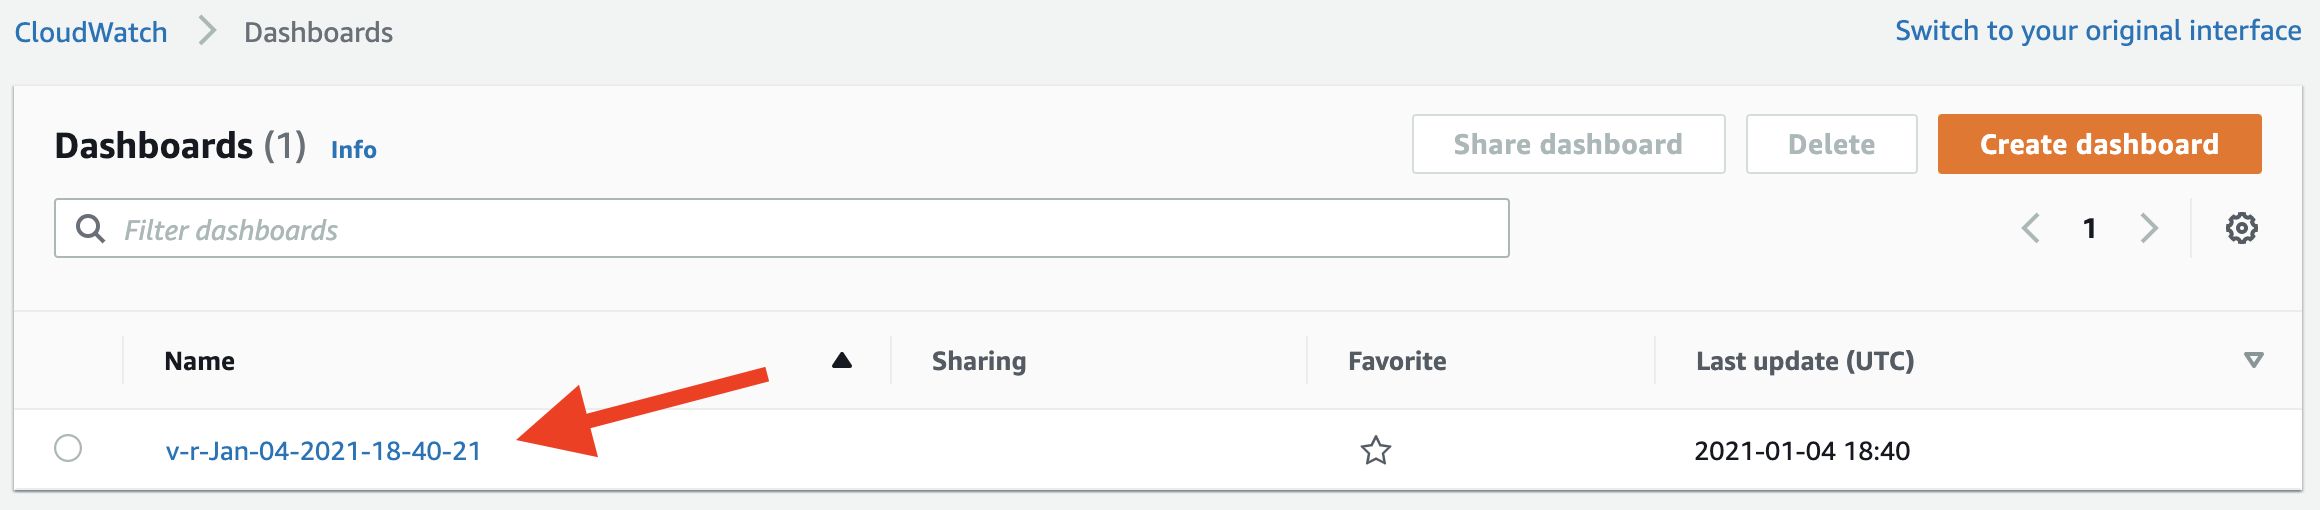 CloudWatch > Dashboards
Switch to your original interface
Dashboards (1) Info
Share dashboard
Delete
Create dashboard
Filter dashboards
1
Name
Sharing
Favorite
Last update (UTC)
v-r-Jan-04-2021-18-40-21
2021-01-04 18:40